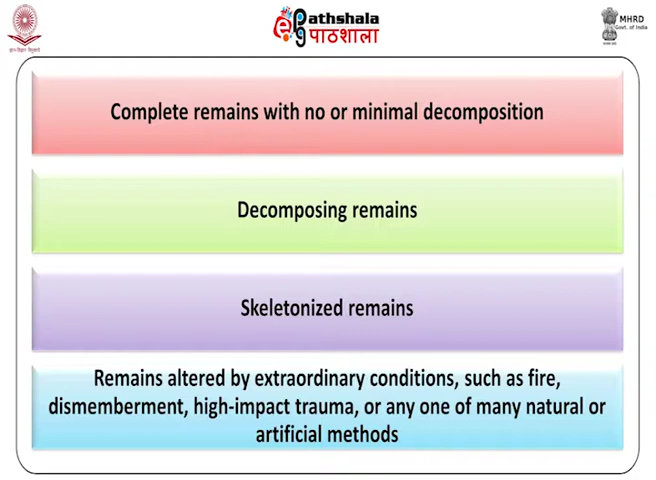 ePG
athshala
पाठशाला
MHRD
Govt. of India
Complete remains with no or minimal decomposition
Decomposing remains
Skeletonized remains
Remains altered by extraordinary conditions, such as fire,
dismemberment, high-impact trauma, or any one of many natural or
artificial methods